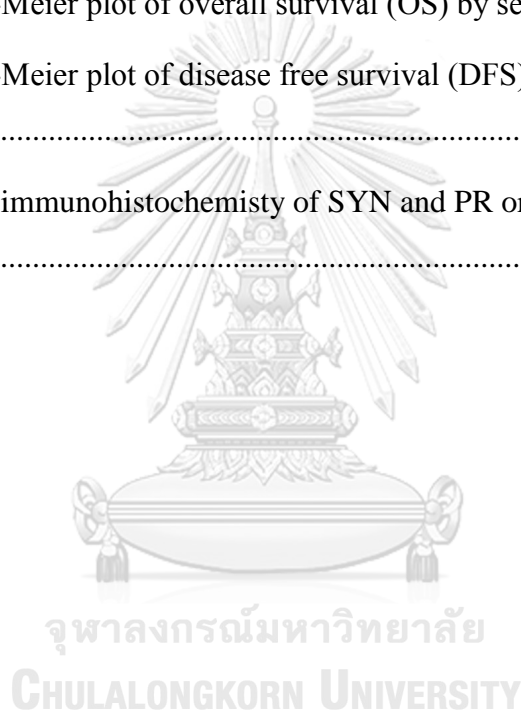 -Meier plot of overall survival (OS) by se
Meier plot of disease free survival (DFS)
................................................................................
immunohistochemisty of SYN and PR or
................................................................................
จุฬาลงกรณ์มหาวิทยาลัย
CHULALONGKORN UNIVERSITY